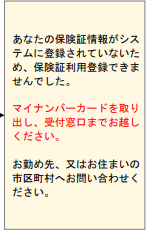 あなたの保険証情報がシス
テムに登録されていないた
め、保険証利用登録できま
せんでした。
マイナンバーカードを取り
出し、受付窓口までお越し
ください。
お勤め先、又はお住まいの
市区町村へお問い合わせく
ださい。